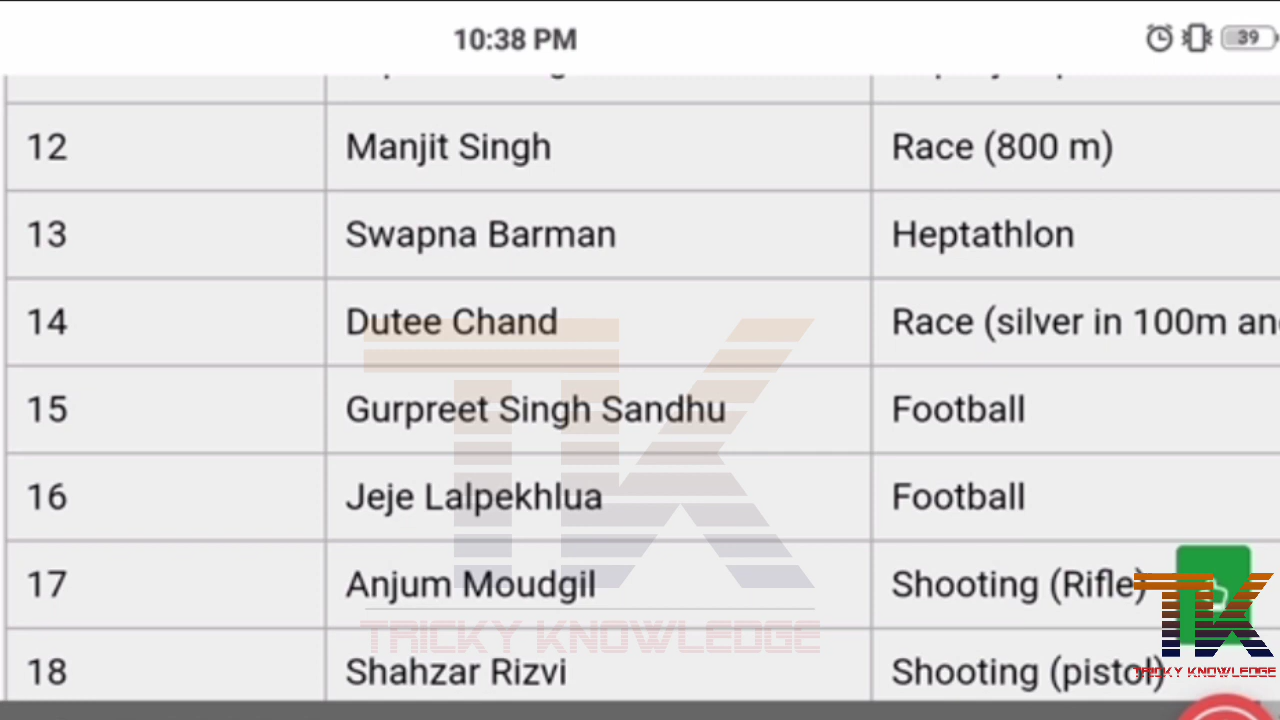 10:38 PM
39
12 Manjit Singh Race (800 m)
13 Swapna Barman Heptathlon
14 Dutee Chand Race (silver in 100m an
15 Gurpreet Singh Sandhu Football
16 Jeje Lalpekhlua Football
17 Anjum Moudgil Shooting (Rifle)
18 Shahzar Rizvi Shooting (pistol)
TK
TRICKY KNOWLEDGE
TK
TRICKY KNOWLEDGE